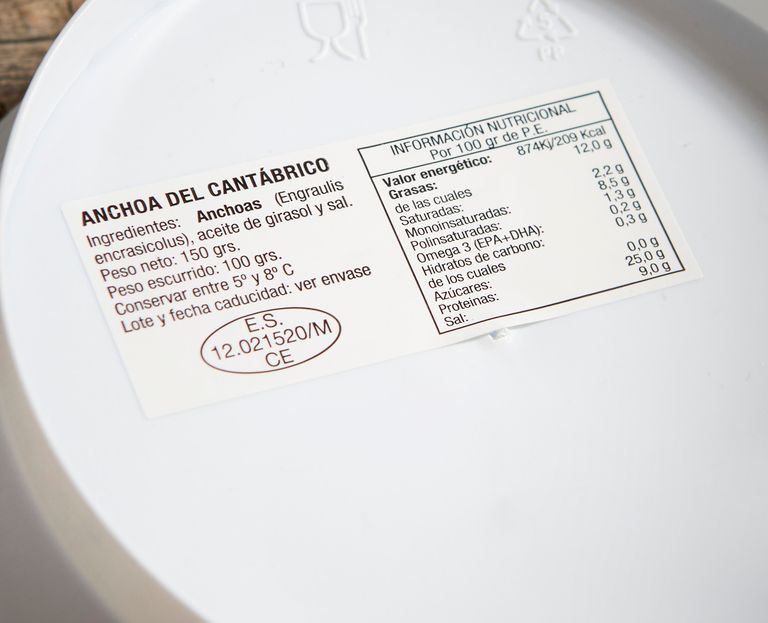 5
PP
ANCHOA DEL CANTÁBRICO
Ingredientes: Anchoas (Engraulis
encrasicolus), aceite de girasol y sal.
Peso neto: 150 grs.
Peso escurrido: 100 grs.
Conservar entre 5º y 8º C
Lote y fecha caducidad: ver envase
E.S.
12.021520/M
CE
INFORMACIÓN NUTRICIONAL
Por 100 gr de P.E.
Valor energético: 874Kj/209 Kcal
Grasas: 12,0 g
de las cuales
Saturadas: 2,2 g
Monoinsaturadas: 8,5 g
Polinsaturadas: 1,3 g
Omega 3 (EPA+DHA): 0,2 g
Hidratos de carbono: 0,3 g
de los cuales
Azúcares: 0,0 g
Proteinas: 25,0 g
Sal: 9,0 g